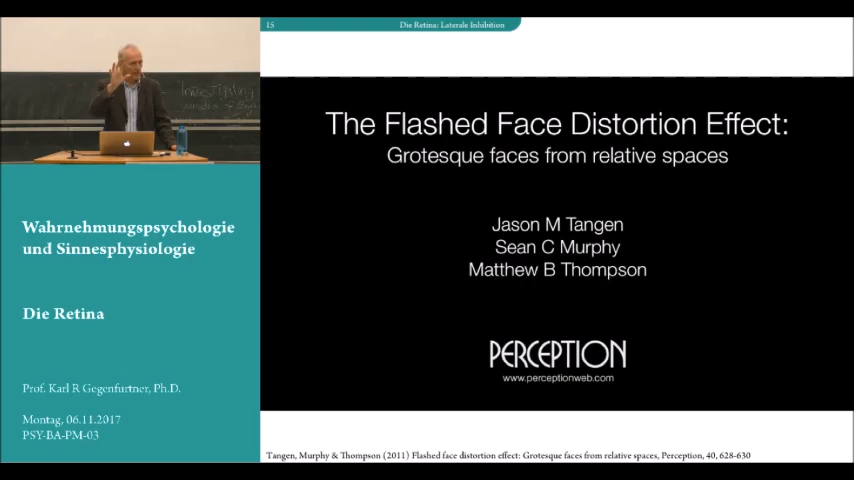 15
Die Retina: Laterale Inhibition
Investigating
The Flashed Face Distortion Effect:
Grotesque faces from relative spaces
Jason M Tangen
Sean C Murphy
Matthew B Thompson
PERCEPTION
www.perceptionweb.com
Wahrnehmungspsychologie
und Sinnesphysiologie
Die Retina
Prof. Karl R Gegenfurtner, Ph.D.
Montag, 06.11.2017
PSY-BA-PM-03
Tangen, Murphy & Thompson (2011) Flashed face distortion effect: Grotesque faces from relative spaces, Perception, 40, 628-630